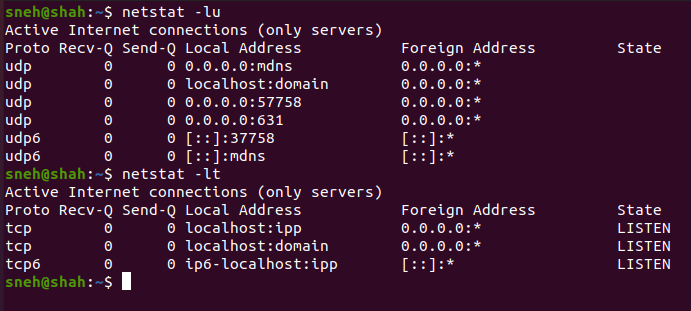 sneh@shah:~$ netstat -lu
Active Internet connections (only servers)
Proto Recv-Q Send-Q Local Address           Foreign Address         State
udp        0      0 0.0.0.0:mdns            0.0.0.0:*
udp        0      0 localhost:domain        0.0.0.0:*
udp        0      0 0.0.0.0:57758           0.0.0.0:*
udp        0      0 0.0.0.0:631             0.0.0.0:*
udp6       0      0 [::]:37758              [::]:*
udp6       0      0 [::]:mdns               [::]:*
sneh@shah:~$ netstat -lt
Active Internet connections (only servers)
Proto Recv-Q Send-Q Local Address           Foreign Address         State
tcp        0      0 localhost:ipp           0.0.0.0:*               LISTEN
tcp        0      0 localhost:domain        0.0.0.0:*               LISTEN
tcp6       0      0 ip6-localhost:ipp       [::]:*                  LISTEN
sneh@shah:~$